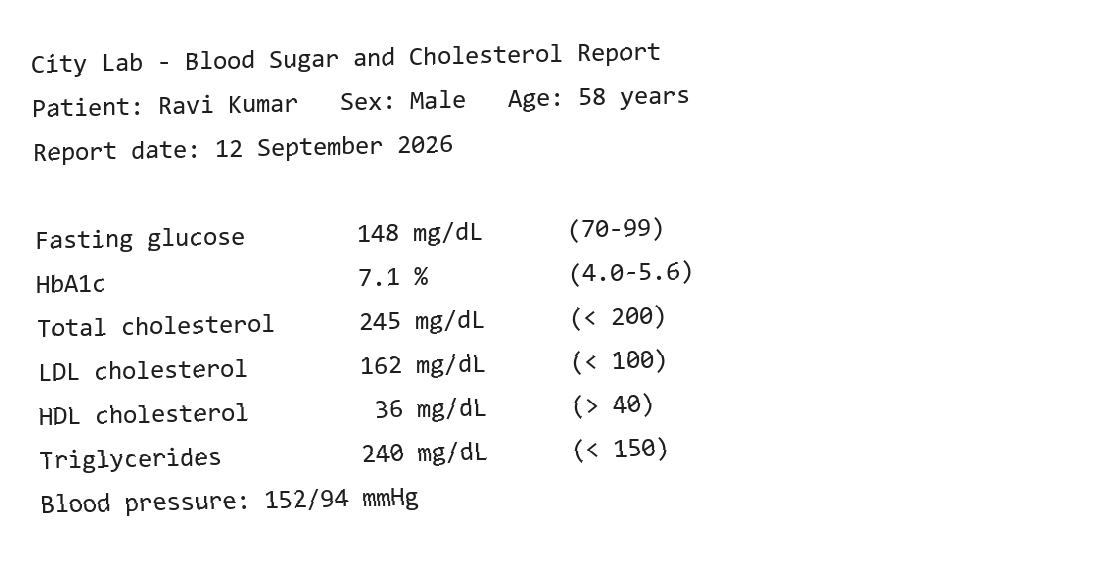 City Lab - Blood Sugar and Cholesterol Report
Patient: Ravi Kumar   Sex: Male   Age: 58 years
Report date: 12 September 2026
Fasting glucose        148 mg/dL      (70-99)
HbA1c                  7.1 %          (4.0-5.6)
Total cholesterol      245 mg/dL      (< 200)
LDL cholesterol        162 mg/dL      (< 100)
HDL cholesterol         36 mg/dL      (> 40)
Triglycerides          240 mg/dL      (< 150)
Blood pressure: 152/94 mmHg